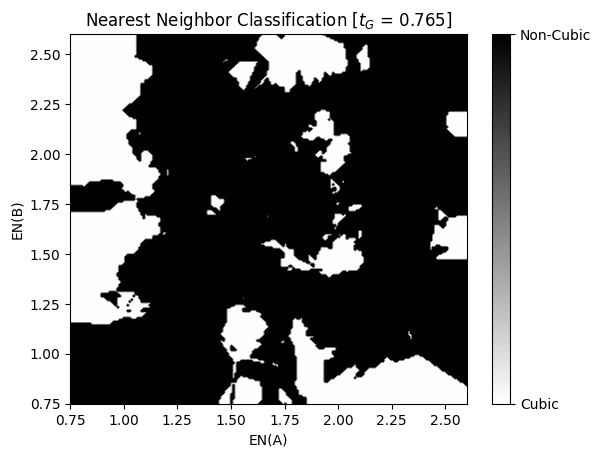 Nearest Neighbor Classification [$t_G$ = 0.765]
Non-Cubic
2.50
2.25
2.00
1.75
1.50
1.25
1.00
0.75
EN(B)
Cubic
0.75 1.00 1.25 1.50 1.75 2.00 2.25 2.50
EN(A)